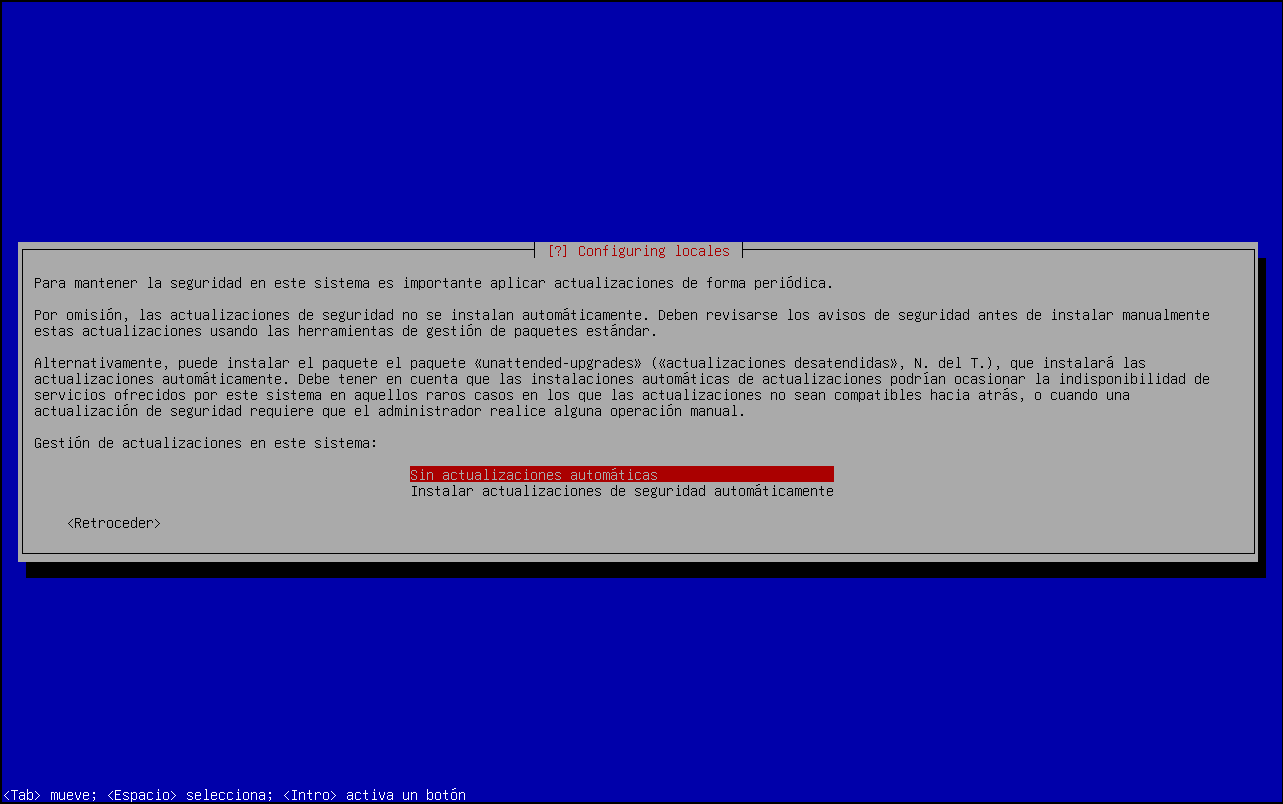 [?] Configuring locales
Para mantener la seguridad en este sistema es importante aplicar actualizaciones de forma periódica.
Por omisión, las actualizaciones de seguridad no se instalan automáticamente. Deben revisarse los avisos de seguridad antes de instalar manualmente
estas actualizaciones usando las herramientas de gestión de paquetes estándar.
Alternativamente, puede instalar el paquete el paquete «unattended-upgrades» («actualizaciones desatendidas», N. del T.), que instalará las
actualizaciones automáticamente. Debe tener en cuenta que las instalaciones automáticas de actualizaciones podrían ocasionar la indisponibilidad de
servicios ofrecidos por este sistema en aquellos raros casos en los que las actualizaciones no sean compatibles hacia atrás, o cuando una
actualización de seguridad requiere que el administrador realice alguna operación manual.
Gestión de actualizaciones en este sistema:
Sin actualizaciones automáticas
Instalar actualizaciones de seguridad automáticamente
<Retroceder>
<Tab> mueve; <Espacio> selecciona; <Intro> activa un botón